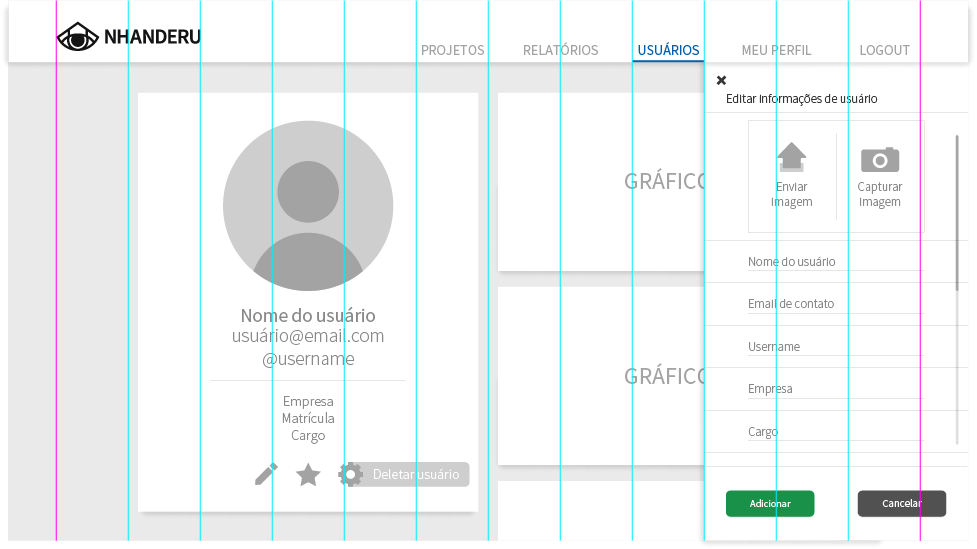 NHANDERU
PROJETOS RELATÓRIOS USUÁRIOS MEU PERFIL LOGOUT
Nome do usuário
usuário@email.com
@username
Empresa
Matrícula
Cargo
Deletar usuário
GRÁFICO
GRÁFICO
Editar informações de usuário
Enviar
imagem
Capturar
imagem
Nome do usuário
Email de contato
Username
Empresa
Cargo
Adicionar
Cancelar